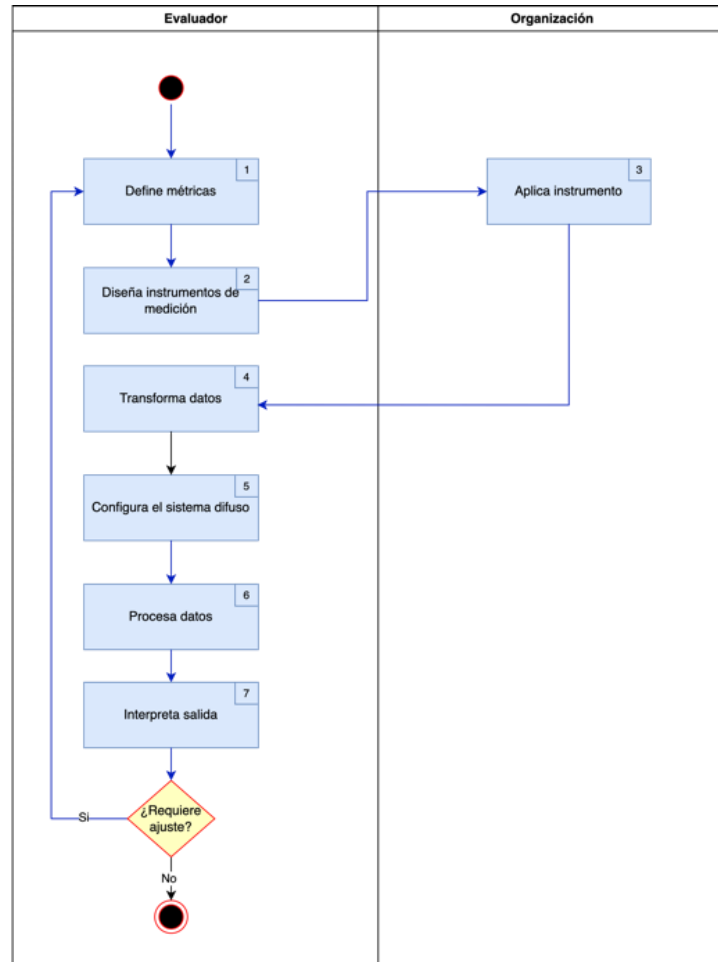 Evaluador
Organización
1
Define métricas
3
Aplica instrumento
2
Diseña instrumentos de
medición
4
Transforma datos
5
Configura el sistema difuso
6
Procesa datos
7
Interpreta salida
¿Requiere
ajuste?
Si
No